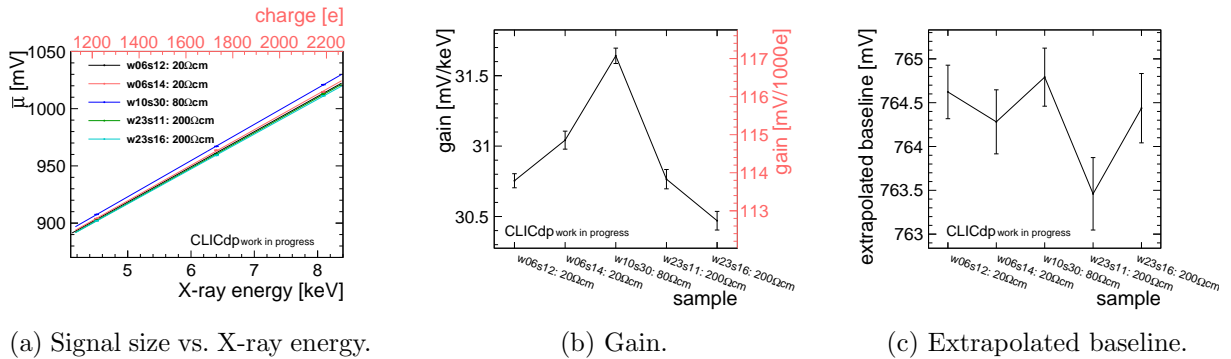 charge [e]
1200 1400 1600 1800 2000 2200
μ̅ [mV]
1050
1000
950
900
w06s12: 20Ωcm
w06s14: 20Ωcm
w10s30: 80Ωcm
w23s11: 200Ωcm
w23s16: 200Ωcm
CLICdp work in progress
5 6 7 8
X-ray energy [keV]
(a) Signal size vs. X-ray energy.
gain [mV/keV]
31.5
31
30.5
117
116
115
114
113
gain [mV/1000e]
CLICdp work in progress
w06s12: 20Ωcm
w06s14: 20Ωcm
w10s30: 80Ωcm
w23s11: 200Ωcm
w23s16: 200Ωcm
sample
(b) Gain.
extrapolated baseline [mV]
765
764.5
764
763.5
763
CLICdp work in progress
w06s12: 20Ωcm
w06s14: 20Ωcm
w10s30: 80Ωcm
w23s11: 200Ωcm
w23s16: 200Ωcm
sample
(c) Extrapolated baseline.